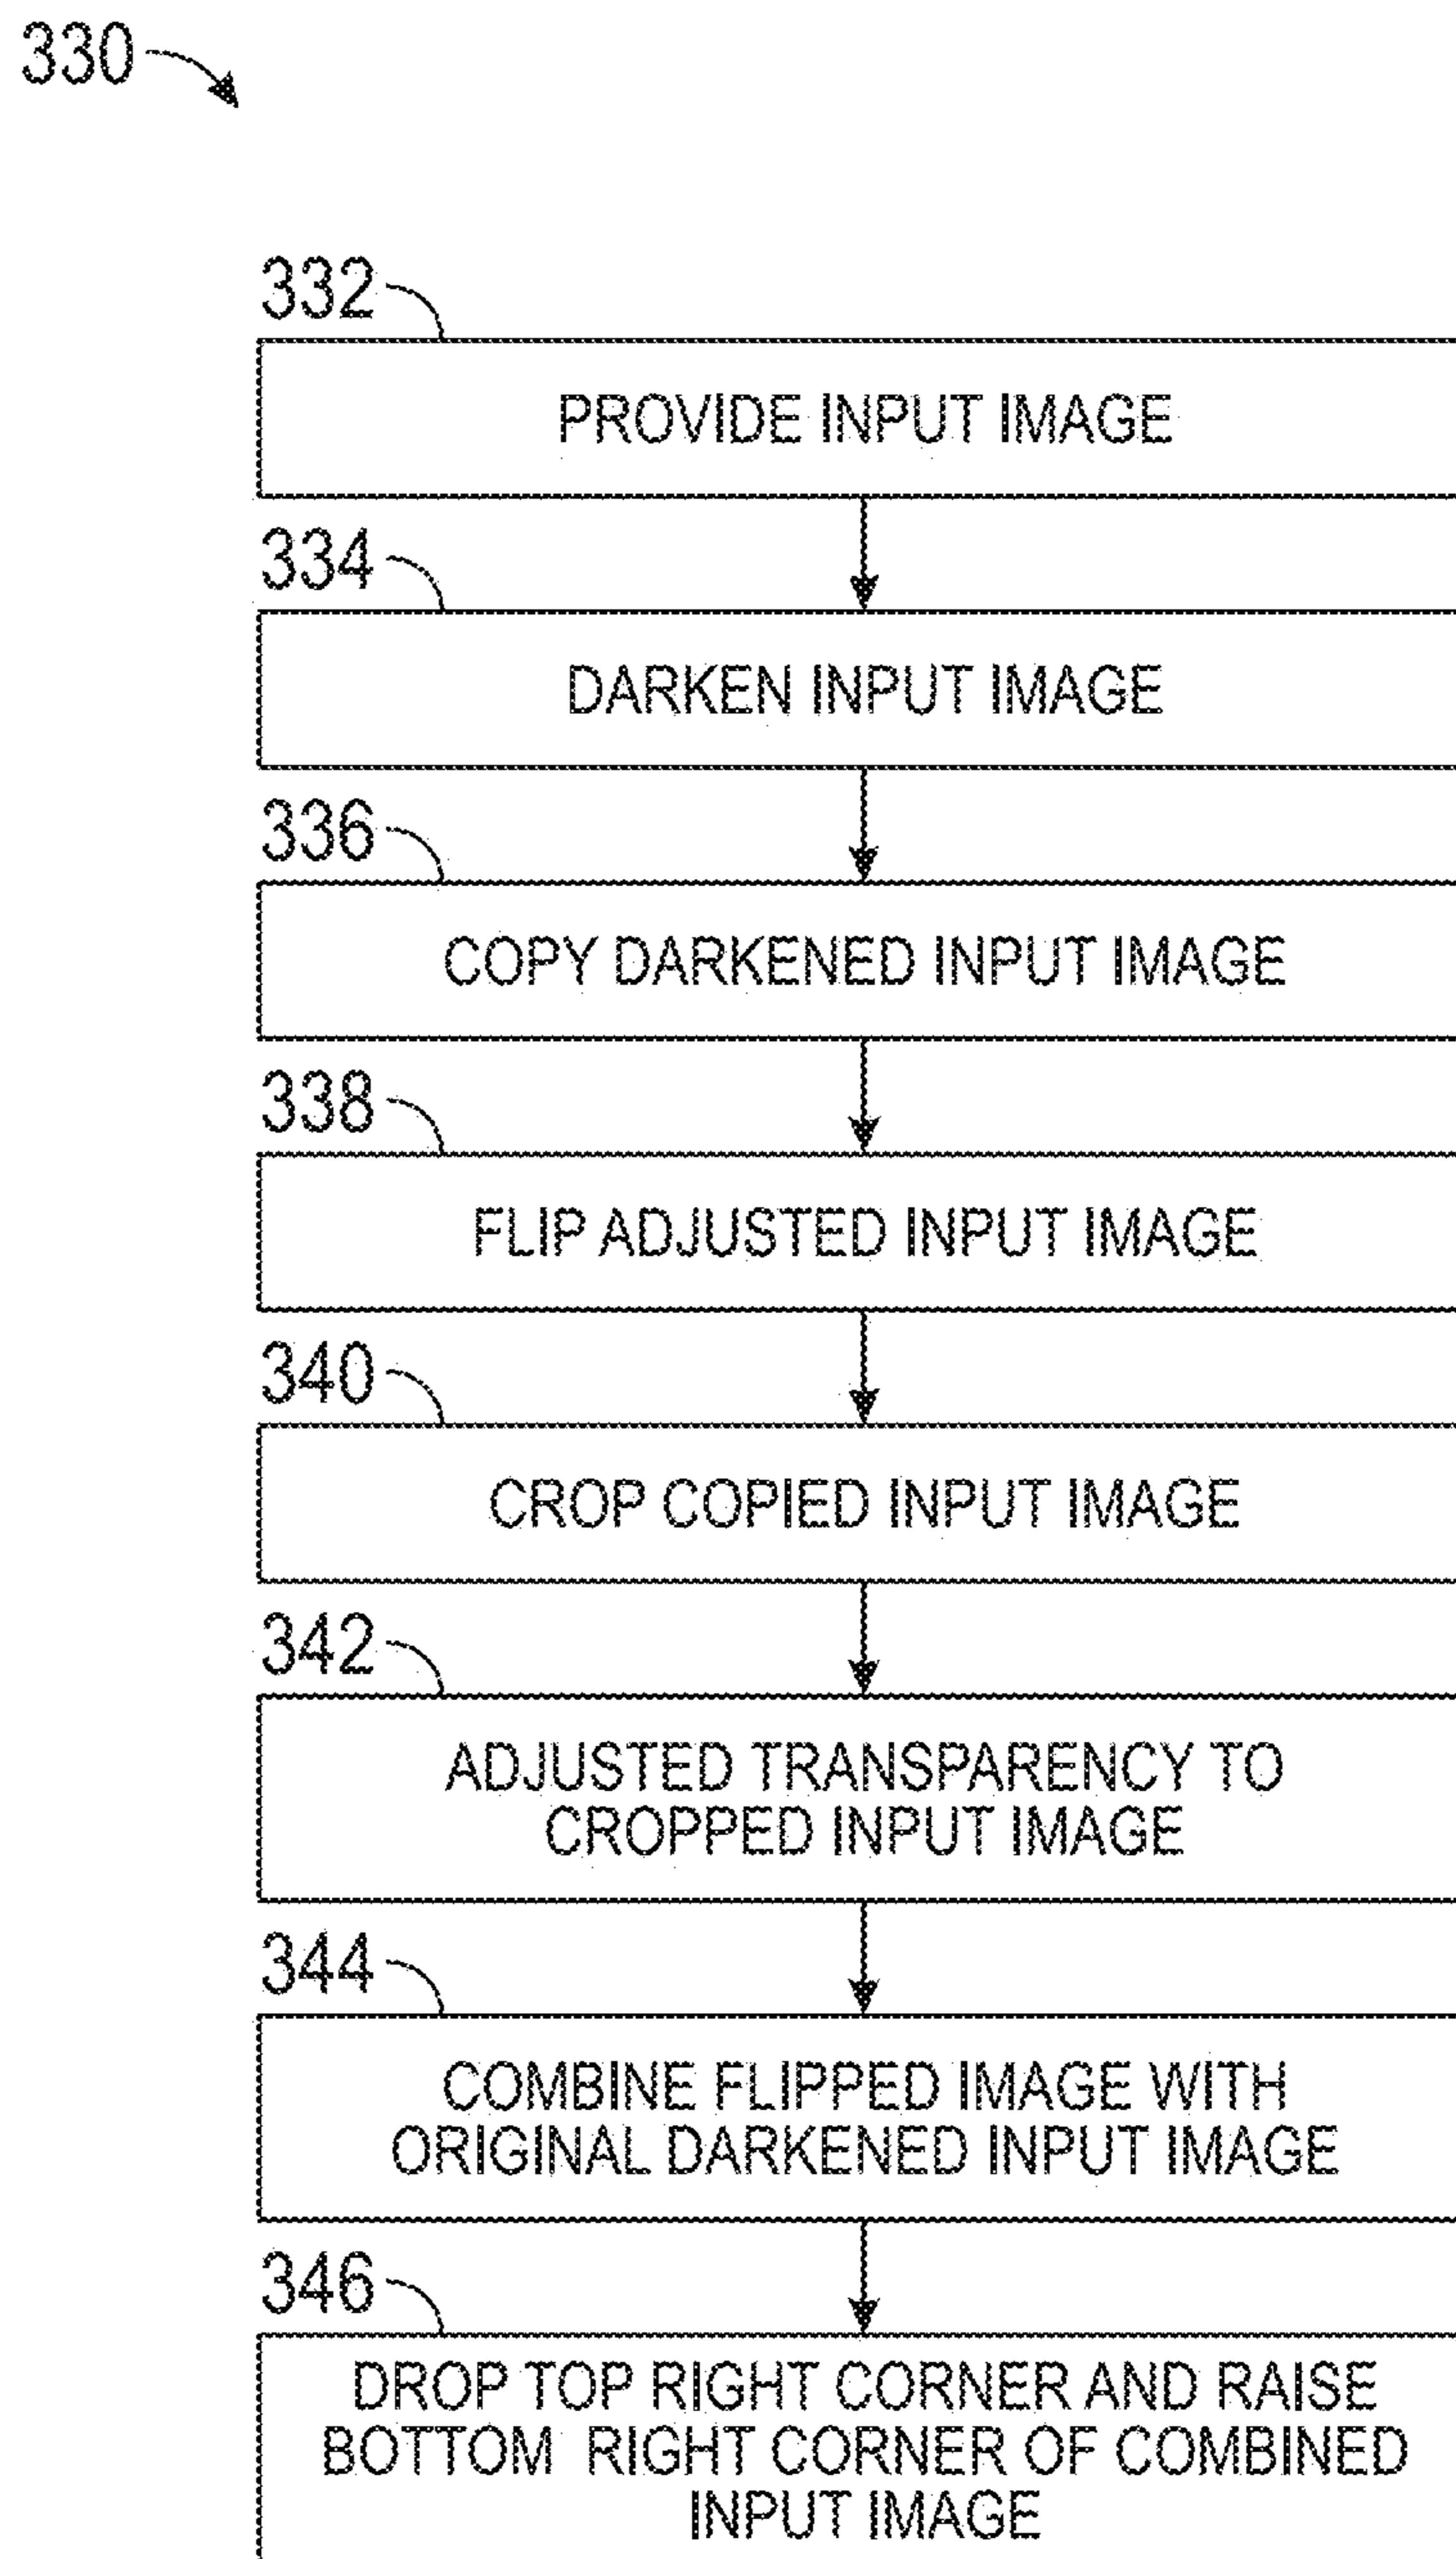 330
332
PROVIDE INPUT IMAGE
334
DARKEN INPUT IMAGE
336
COPY DARKENED INPUT IMAGE
338
FLIP ADJUSTED INPUT IMAGE
340
CROP COPIED INPUT IMAGE
342
ADJUSTED TRANSPARENCY TO
CROPPED INPUT IMAGE
344
COMBINE FLIPPED IMAGE WITH
ORIGINAL DARKENED INPUT IMAGE
346
DROP TOP RIGHT CORNER AND RAISE
BOTTOM RIGHT CORNER OF COMBINED
INPUT IMAGE